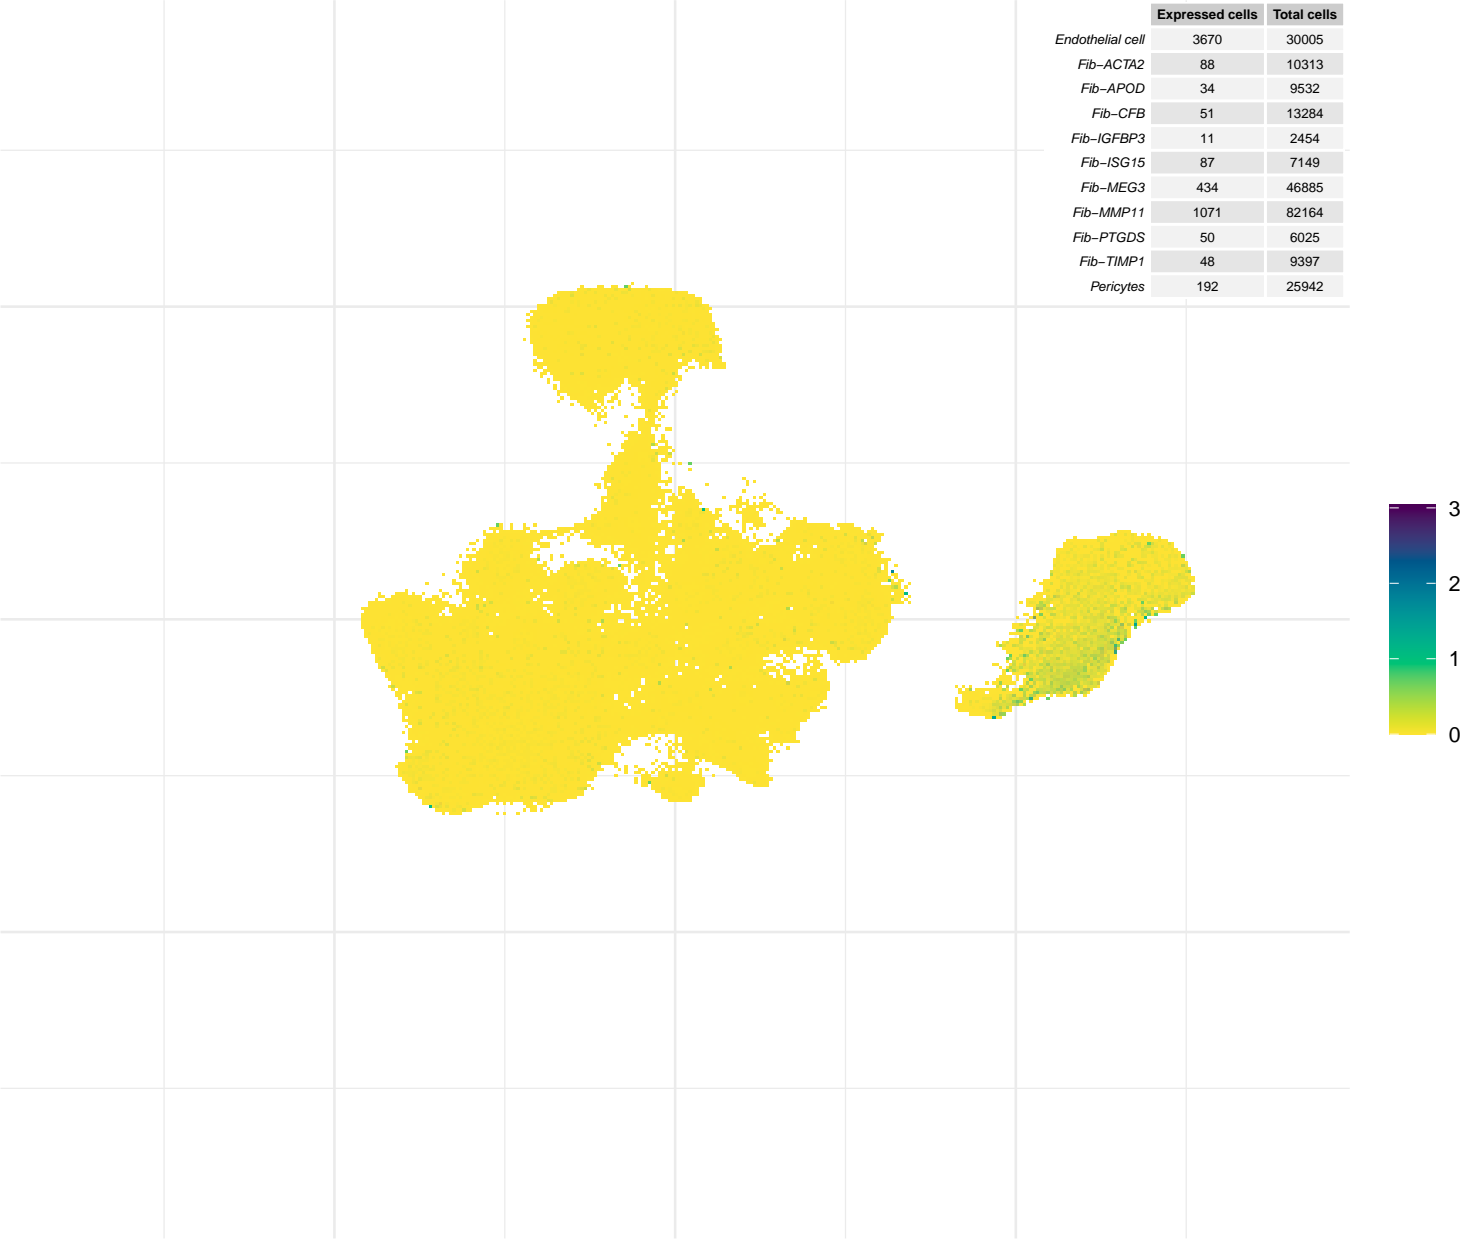 Expressed cells Total cells
Endothelial cell 3670 30005
Fib−ACTA2 88 10313
Fib−APOD 34 9532
Fib−CFB 51 13284
Fib−IGFBP3 11 2454
Fib−ISG15 87 7149
Fib−MEG3 434 46885
Fib−MMP11 1071 82164
Fib−PTGDS 50 6025
Fib−TIMP1 48 9397
Pericytes 192 25942
3
2
1
0